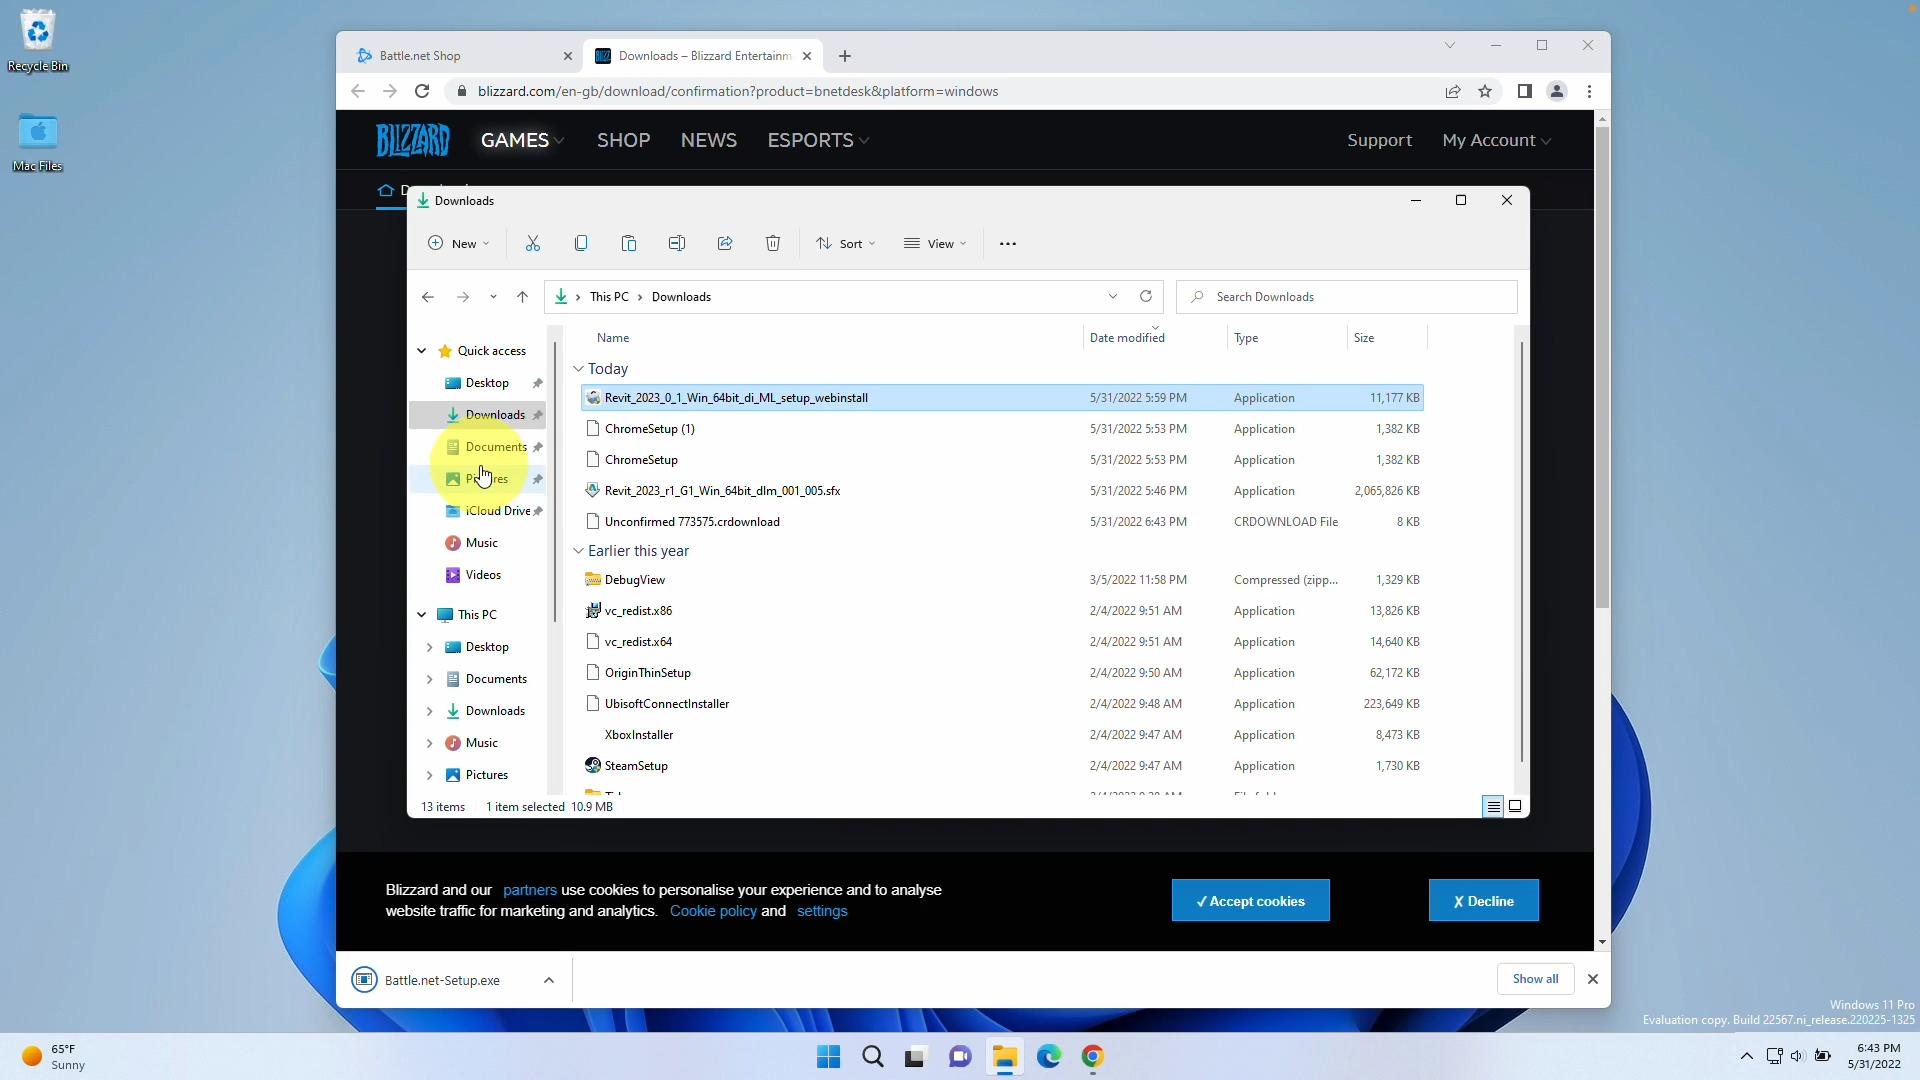 Recycle Bin
Mac Files
Battle.net Shop
Downloads – Blizzard Entertainm
blizzard.com/en-gb/download/confirmation?product=bnetdesk&platform=windows
BLIZZARD
GAMES
SHOP
NEWS
ESPORTS
Support
My Account
Downloads
New
Sort
View
This PC
Downloads
Search Downloads
Name
Date modified
Type
Size
Quick access
Desktop
Downloads
Documents
Pictures
iCloud Drive
Music
Videos
This PC
Desktop
Documents
Downloads
Music
Pictures
Today
Revit_2023_0_1_Win_64bit_di_ML_setup_webinstall 5/31/2022 5:59 PM Application 11,177 KB
ChromeSetup (1) 5/31/2022 5:53 PM Application 1,382 KB
ChromeSetup 5/31/2022 5:53 PM Application 1,382 KB
Revit_2023_r1_G1_Win_64bit_dlm_001_005.sfx 5/31/2022 5:46 PM Application 2,065,826 KB
Unconfirmed 773575.crdownload 5/31/2022 6:43 PM CRDOWNLOAD File 8 KB
Earlier this year
DebugView 3/5/2022 11:58 PM Compressed (zipp... 1,329 KB
vc_redist.x86 2/4/2022 9:51 AM Application 13,826 KB
vc_redist.x64 2/4/2022 9:51 AM Application 14,640 KB
OriginThinSetup 2/4/2022 9:50 AM Application 62,172 KB
UbisoftConnectInstaller 2/4/2022 9:48 AM Application 223,649 KB
XboxInstaller 2/4/2022 9:47 AM Application 8,473 KB
SteamSetup 2/4/2022 9:47 AM Application 1,730 KB
13 items
1 item selected 10.9 MB
Blizzard and our partners use cookies to personalise your experience and to analyse
website traffic for marketing and analytics. Cookie policy and settings
✓ Accept cookies
✗ Decline
Battle.net-Setup.exe
Show all
Windows 11 Pro
Evaluation copy. Build 22567.ni_release.220225-1325
65°F
Sunny
6:43 PM
5/31/2022